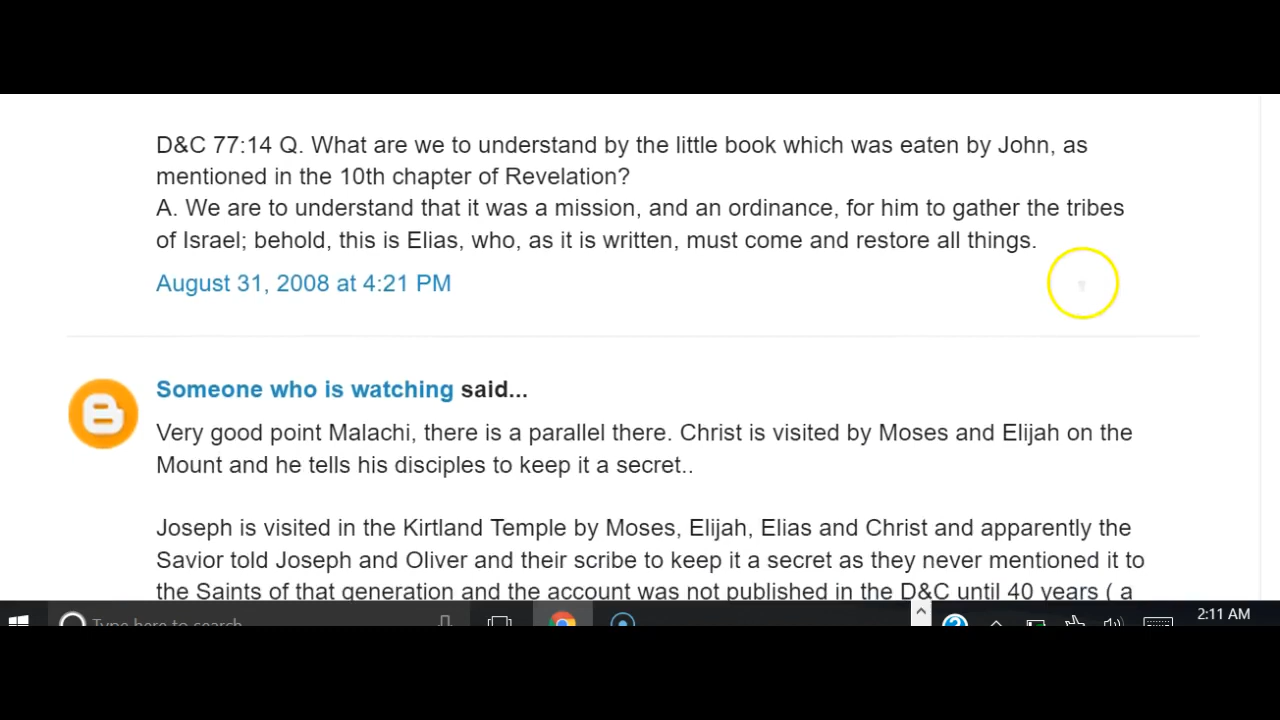 D&C 77:14 Q. What are we to understand by the little book which was eaten by John, as
mentioned in the 10th chapter of Revelation?
A. We are to understand that it was a mission, and an ordinance, for him to gather the tribes
of Israel; behold, this is Elias, who, as it is written, must come and restore all things.
August 31, 2008 at 4:21 PM
Someone who is watching said...
Very good point Malachi, there is a parallel there. Christ is visited by Moses and Elijah on the
Mount and he tells his disciples to keep it a secret..
Joseph is visited in the Kirtland Temple by Moses, Elijah, Elias and Christ and apparently the
Savior told Joseph and Oliver and their scribe to keep it a secret as they never mentioned it to
the Saints of that generation and the account was not published in the D&C until 40 years ( a
Type here to search
2:11 AM